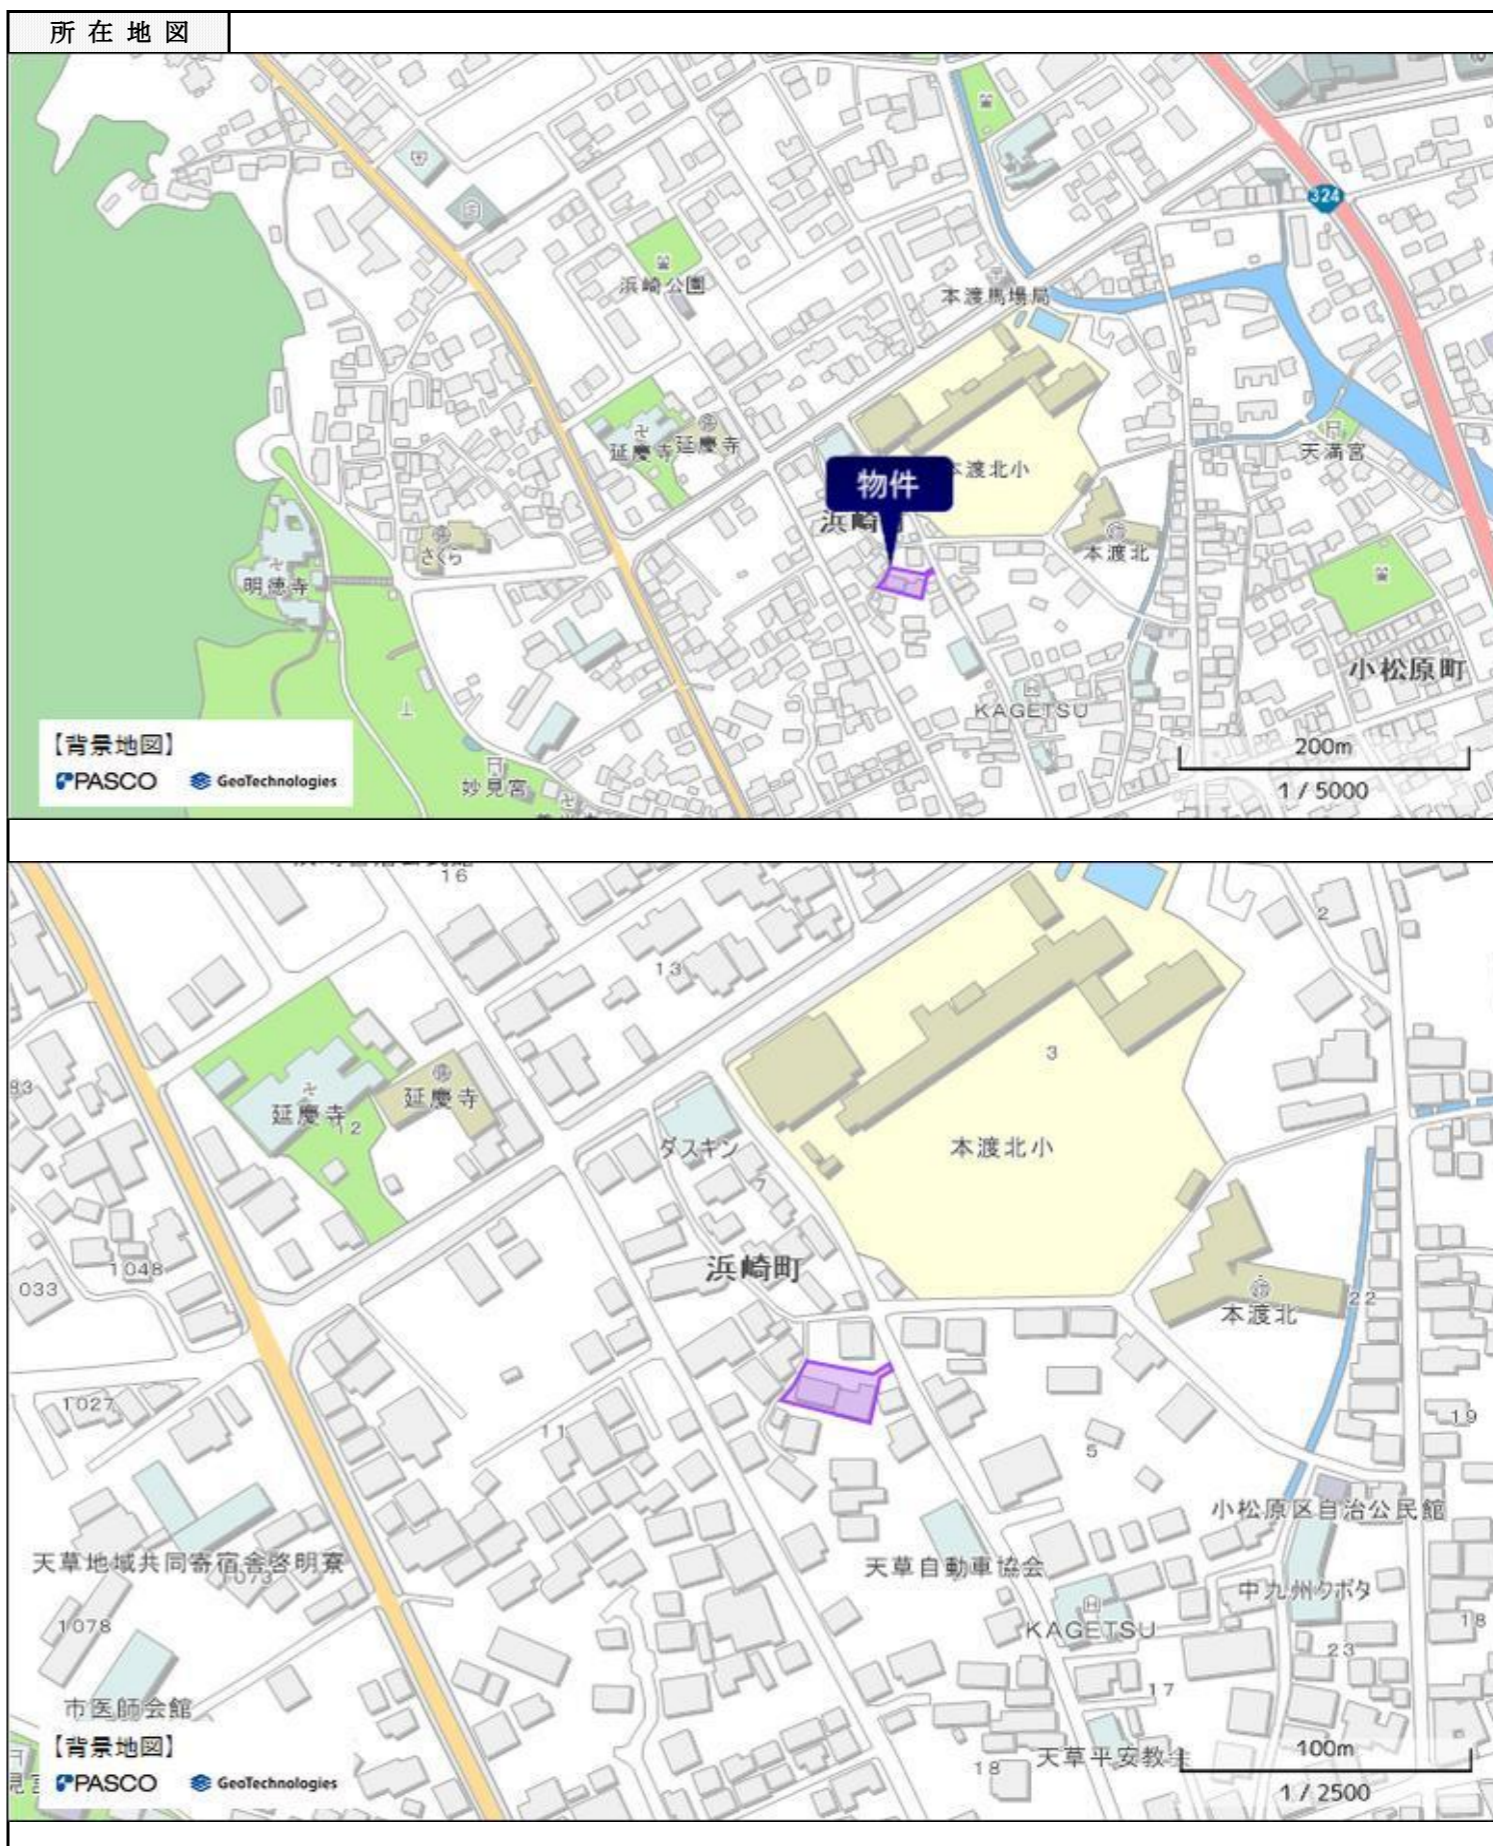 所在地図
324
浜崎公園
本渡馬場局
延慶寺
延慶寺
天満宮
本渡北小
物件
浜崎
さくら
本渡北
明徳寺
小松原町
KAGETSU
【背景地図】
PASCO
GeoTechnologies
妙見宮
200m
1 / 5000
16
13
2
3
83
延慶寺
延慶寺
12
ダスキン
7
本渡北小
浜崎町
1048
033
22
本渡北
1027
11
19
5
小松原区自治公民館
天草地域共同寄宿舎啓明寮
1073
天草自動車協会
中九州クボタ
1078
KAGETSU
18
23
市医師会館
17
【背景地図】
天草平安教会
18
100m
PASCO
GeoTechnologies
1 / 2500